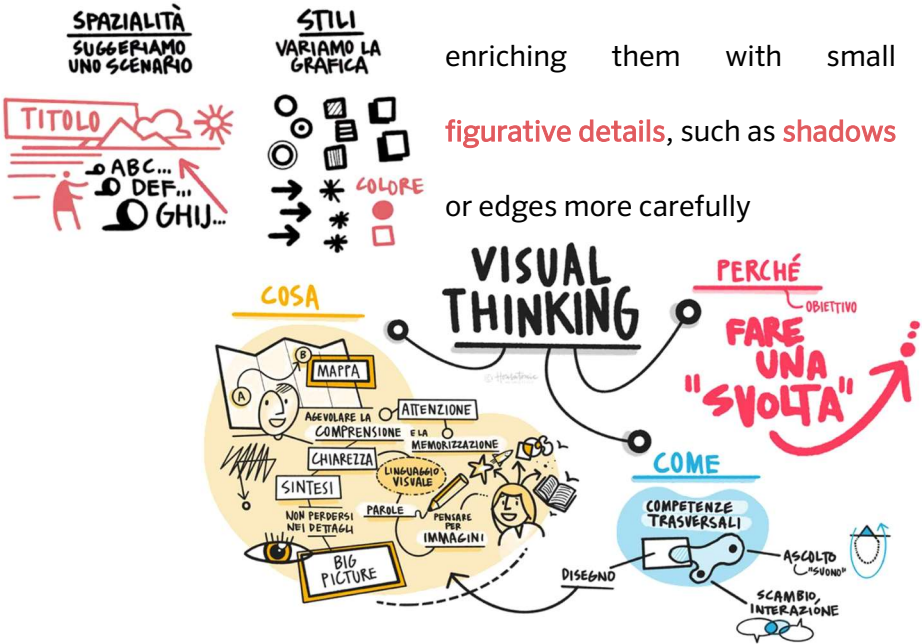 SPAZIALITÀ
SUGGERIAMO
UNO SCENARIO
TITOLO
ABC...
DEF...
GHIJ...
STILI
VARIAMO LA
GRAFICA
COLORE
enriching them with small
figurative details, such as shadows
or edges more carefully
VISUAL
THINKING
COSA
A
B
MAPPA
AGEVOLARE LA
COMPRENSIONE
ATTENZIONE
E LA
MEMORIZZAZIONE
CHIAREZZA
LINGUAGGIO
VISUALE
SINTESI
PAROLE
NON PERDERSI
NEI DETTAGLI
PENSARE
PER
IMMAGINI
BIG
PICTURE
PERCHÉ
OBIETTIVO
FARE
UNA
"SVOLTA"
COME
COMPETENZE
TRASVERSALI
DISEGNO
ASCOLTO
"SUONO"
SCAMBIO,
INTERAZIONE